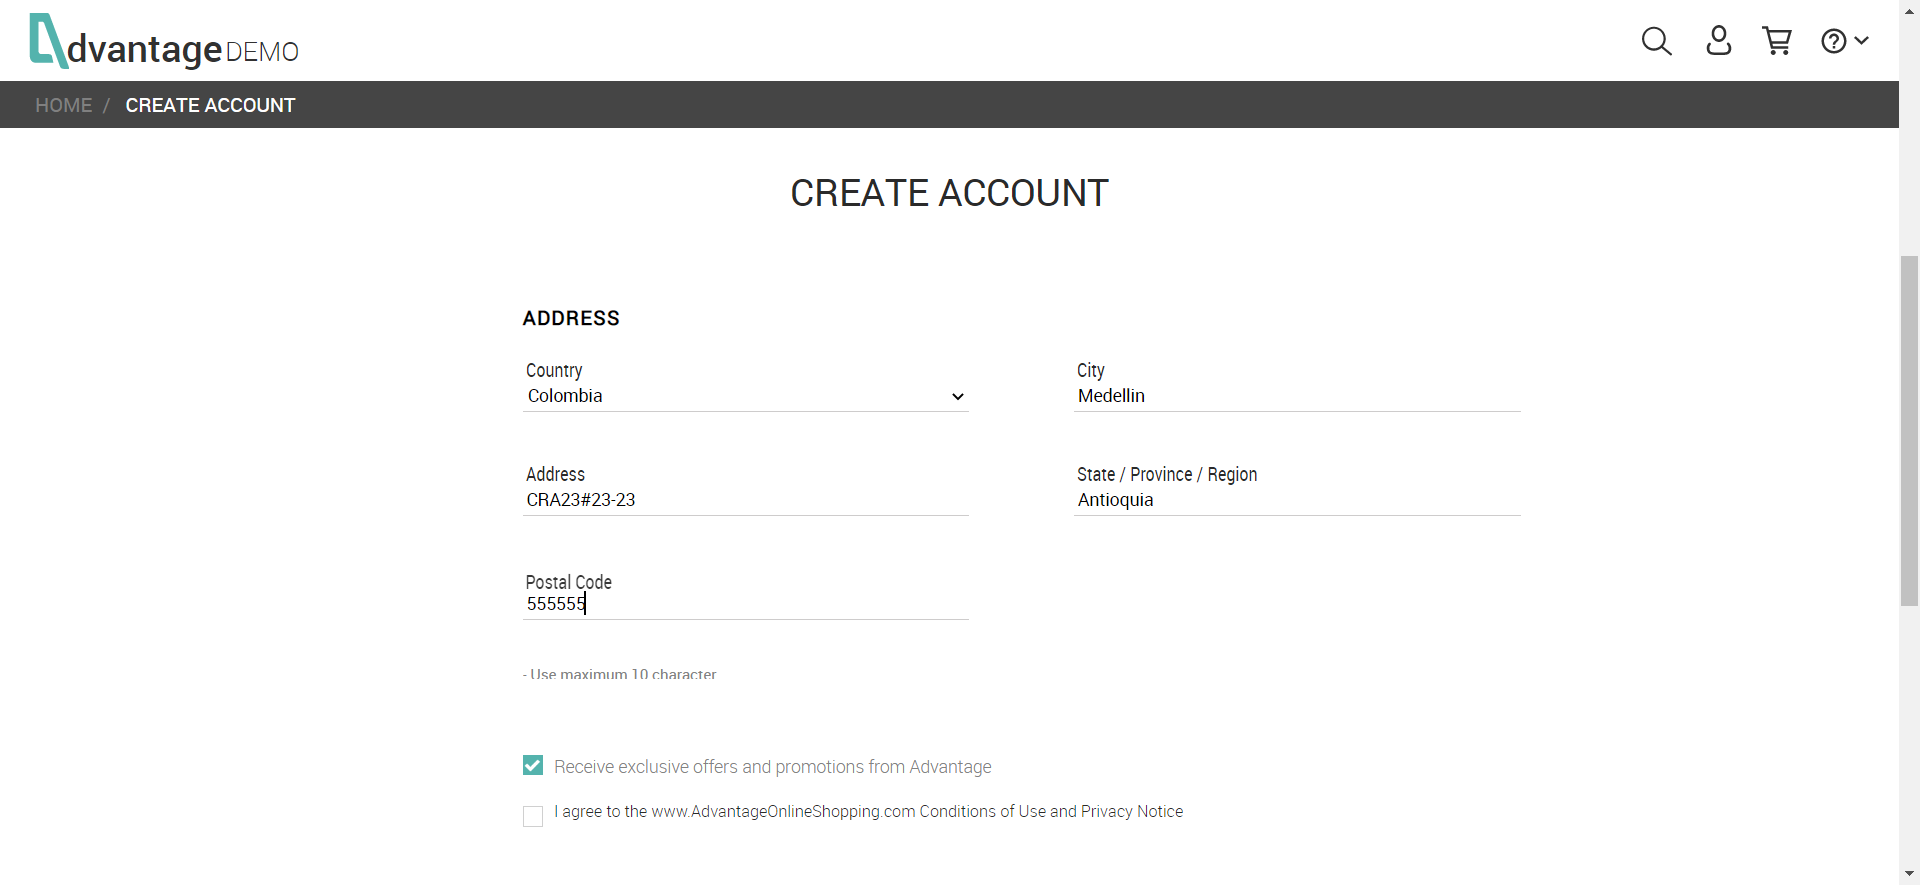 dvantage DEMO
HOME / CREATE ACCOUNT
CREATE ACCOUNT
ADDRESS
Country
Colombia
City
Medellin
Address
CRA23#23-23
State / Province / Region
Antioquia
Postal Code
555555
- Use maximum 10 character
Receive exclusive offers and promotions from Advantage
I agree to the www.AdvantageOnlineShopping.com Conditions of Use and Privacy Notice